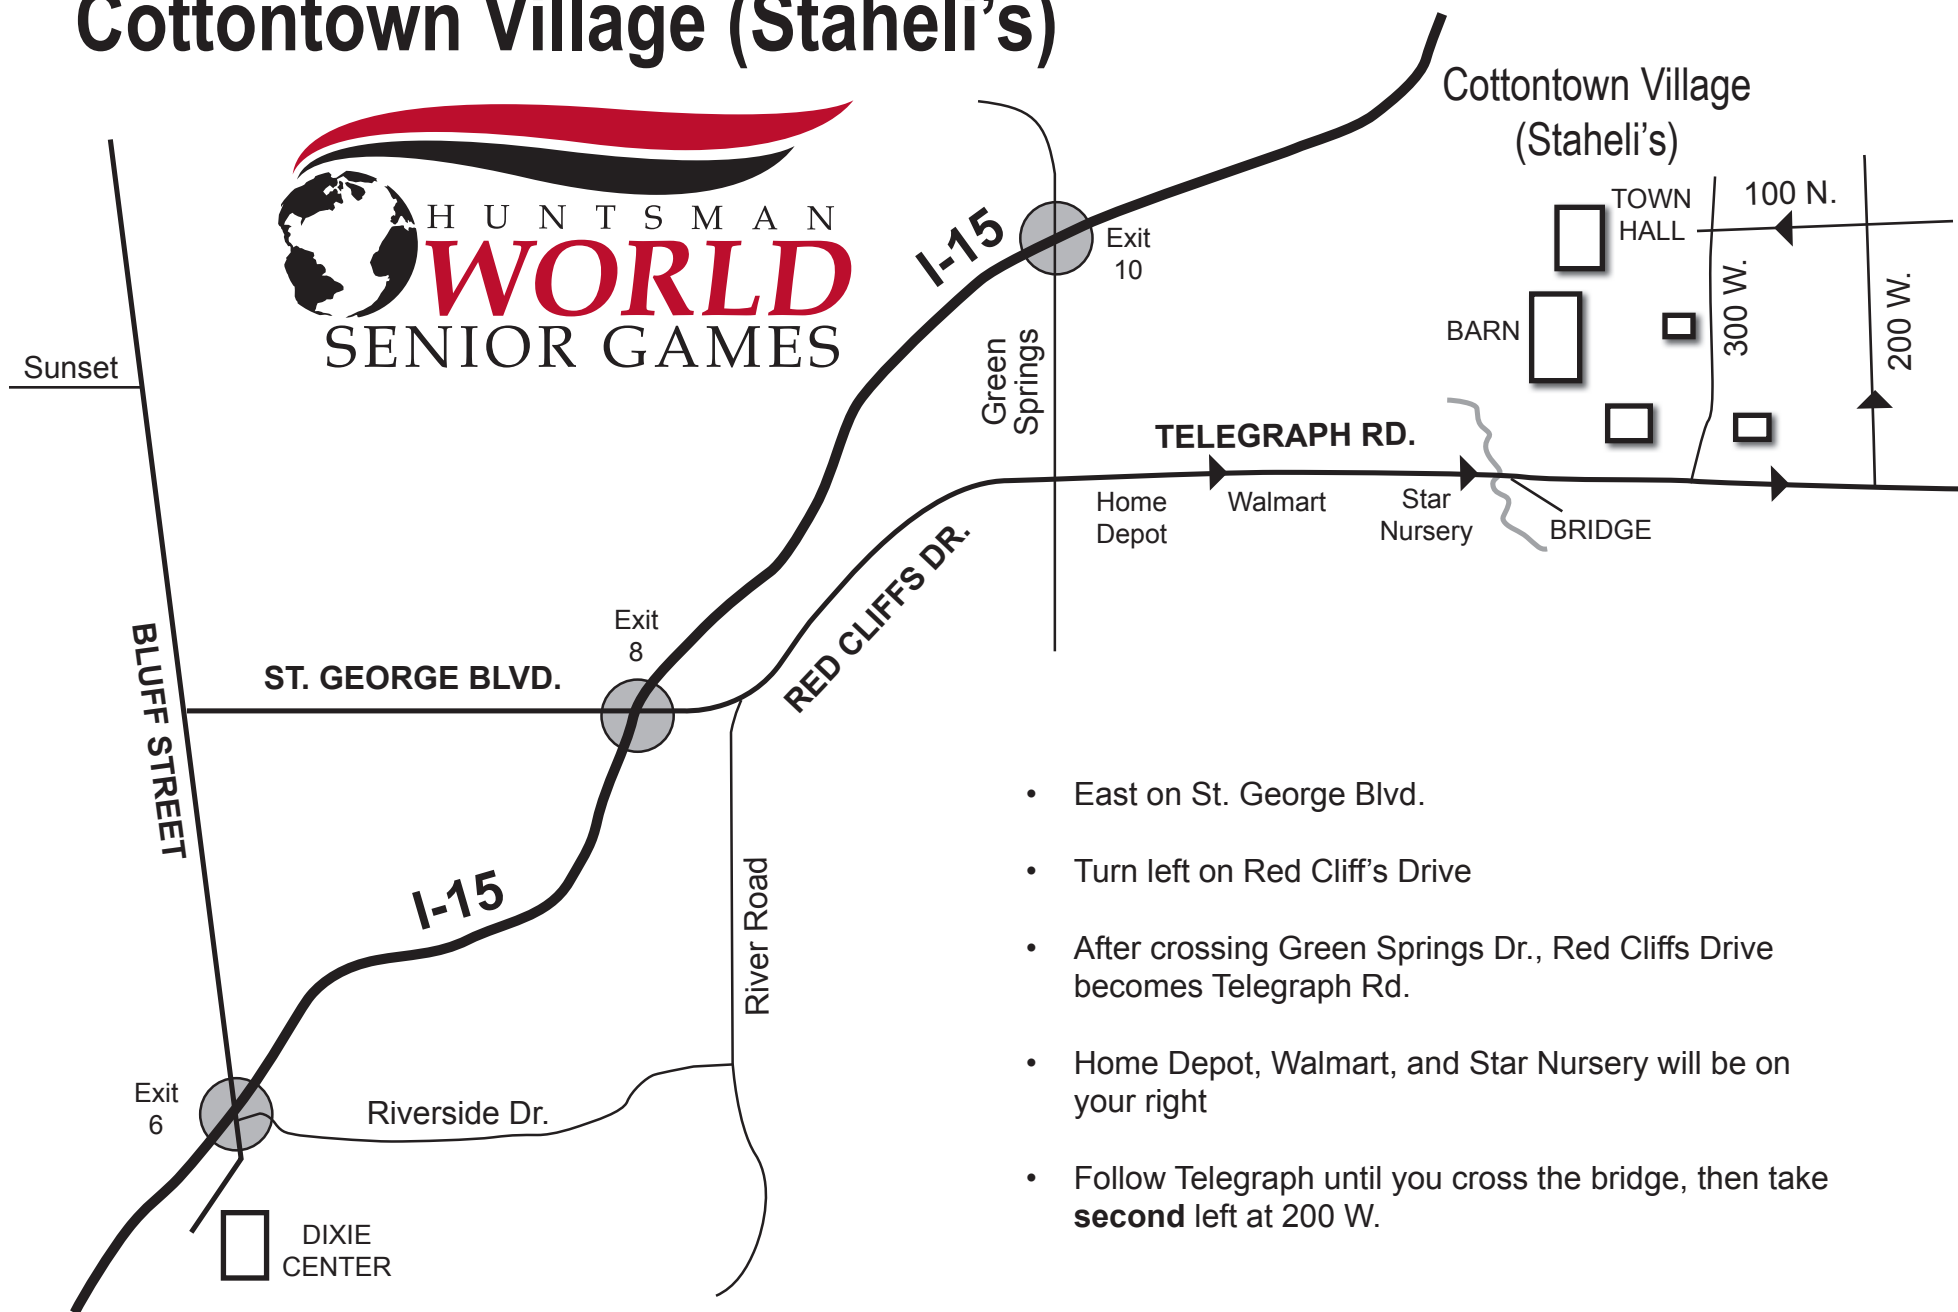 Cottontown Village (Staheli's)
HUNTSMAN
WORLD
SENIOR GAMES
Cottontown Village
(Staheli's)
TOWN
HALL
100 N.
300 W.
200 W.
BARN
I-15
Exit
10
Green
Springs
Sunset
TELEGRAPH RD.
Home
Depot
Walmart
Star
Nursery
BRIDGE
RED CLIFFS DR.
Exit
8
ST. GEORGE BLVD.
BLUFF STREET
I-15
River Road
Exit
6
Riverside Dr.
DIXIE
CENTER
• East on St. George Blvd.
• Turn left on Red Cliff's Drive
• After crossing Green Springs Dr., Red Cliffs Drive
becomes Telegraph Rd.
• Home Depot, Walmart, and Star Nursery will be on
your right
• Follow Telegraph until you cross the bridge, then take
second left at 200 W.